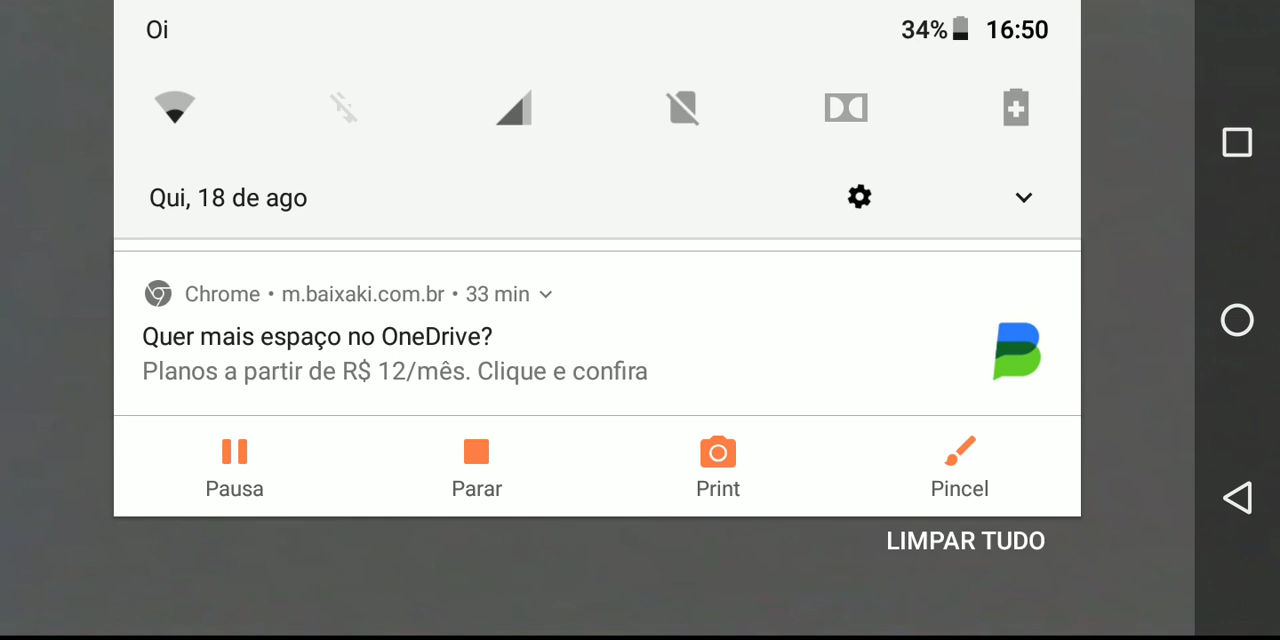 Oi
34% 16:50
Qui, 18 de ago
Chrome • m.baixaki.com.br • 33 min
Quer mais espaço no OneDrive?
Planos a partir de R$ 12/mês. Clique e confira
Pausa Parar Print Pincel
LIMPAR TUDO